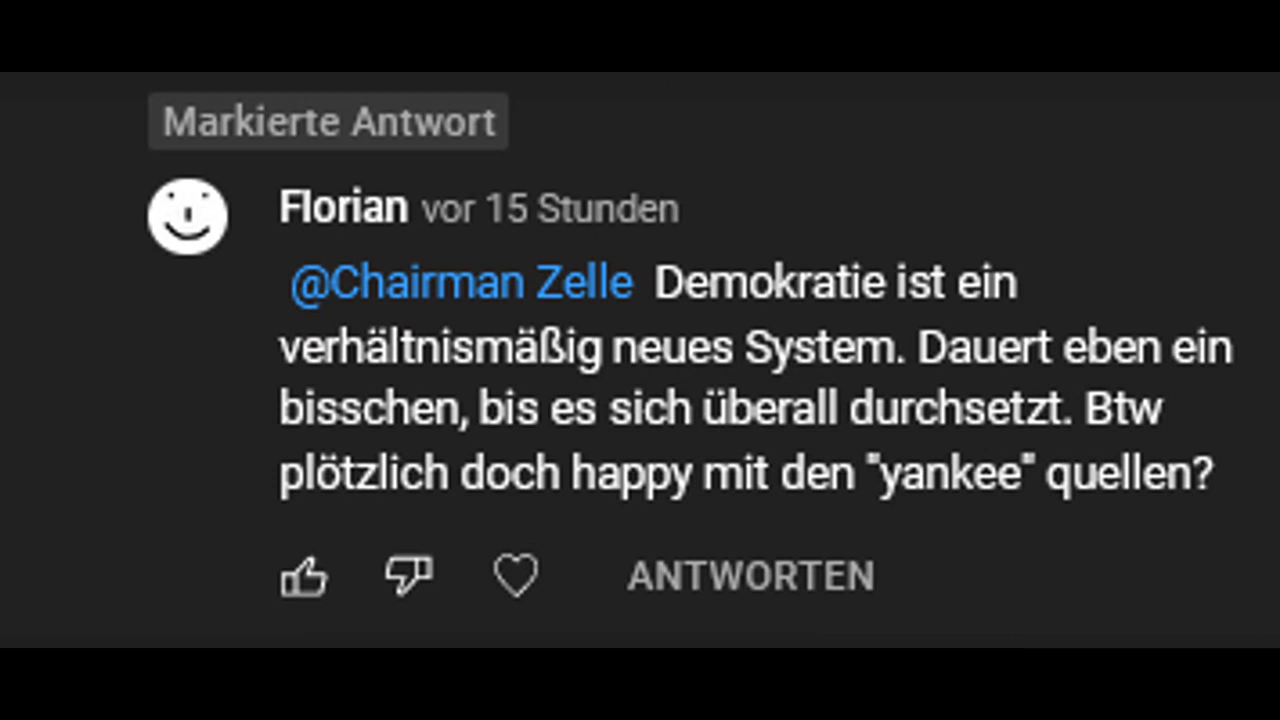 Markierte Antwort
Florian vor 15 Stunden
@Chairman Zelle Demokratie ist ein
verhältnismäßig neues System. Dauert eben ein
bisschen, bis es sich überall durchsetzt. Btw
plötzlich doch happy mit den "yankee" quellen?
ANTWORTEN